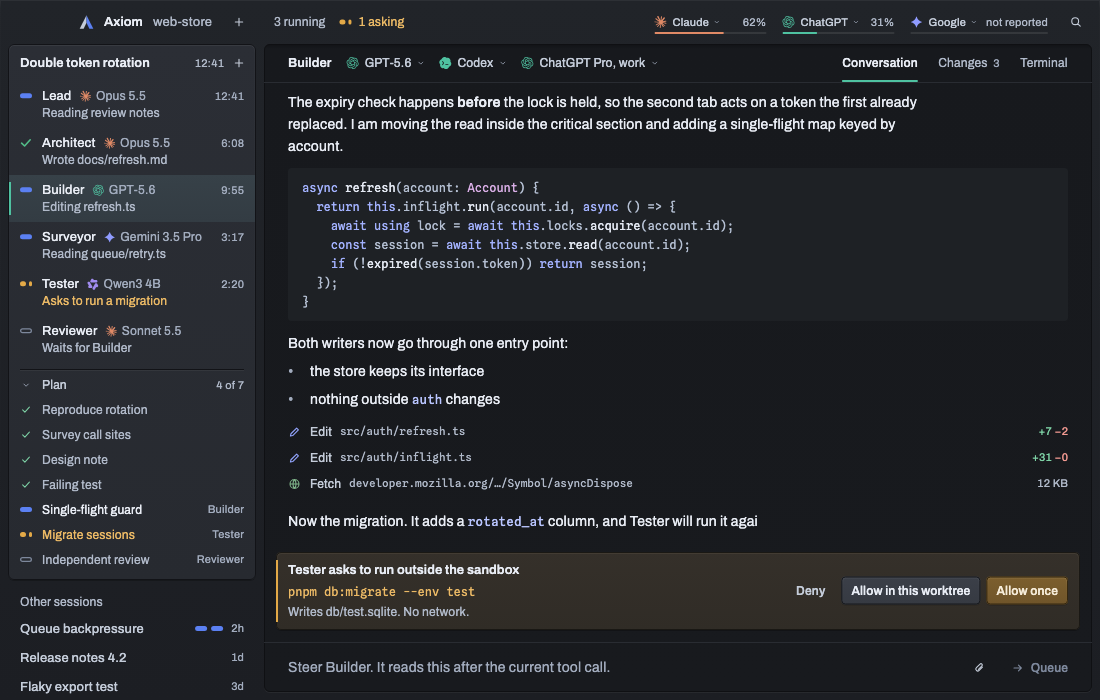 Axiom web-store + 3 running 1 asking Claude 62% ChatGPT 31% Google not reported
Double token rotation 12:41 +
Lead Opus 5.5 12:41
Reading review notes
Architect Opus 5.5 6:08
Wrote docs/refresh.md
Builder GPT-5.6 9:55
Editing refresh.ts
Surveyor Gemini 3.5 Pro 3:17
Reading queue/retry.ts
Tester Qwen3 4B 2:20
Asks to run a migration
Reviewer Sonnet 5.5
Waits for Builder
Plan 4 of 7
Reproduce rotation
Survey call sites
Design note
Failing test
Single-flight guard Builder
Migrate sessions Tester
Independent review Reviewer
Other sessions
Queue backpressure 2h
Release notes 4.2 1d
Flaky export test 3d
Builder GPT-5.6 Codex ChatGPT Pro, work Conversation Changes 3 Terminal
The expiry check happens before the lock is held, so the second tab acts on a token the first already
replaced. I am moving the read inside the critical section and adding a single-flight map keyed by
account.
async refresh(account: Account) {
return this.inflight.run(account.id, async () => {
await using lock = await this.locks.acquire(account.id);
const session = await this.store.read(account.id);
if (!expired(session.token)) return session;
});
}
Both writers now go through one entry point:
• the store keeps its interface
• nothing outside auth changes
Edit src/auth/refresh.ts +7 −2
Edit src/auth/inflight.ts +31 −0
Fetch developer.mozilla.org/…/Symbol/asyncDispose 12 KB
Now the migration. It adds a rotated_at column, and Tester will run it agai
Tester asks to run outside the sandbox
pnpm db:migrate --env test
Writes db/test.sqlite. No network.
Deny Allow in this worktree Allow once
Steer Builder. It reads this after the current tool call. → Queue